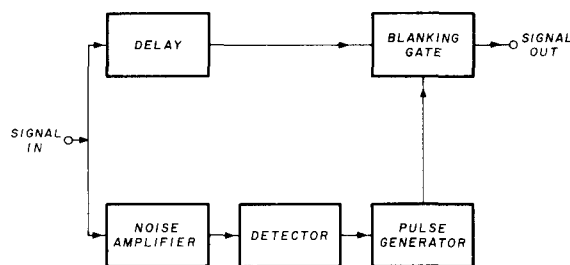 DELAY
BLANKING
GATE
SIGNAL
OUT
SIGNAL
IN
NOISE
AMPLIFIER
DETECTOR
PULSE
GENERATOR